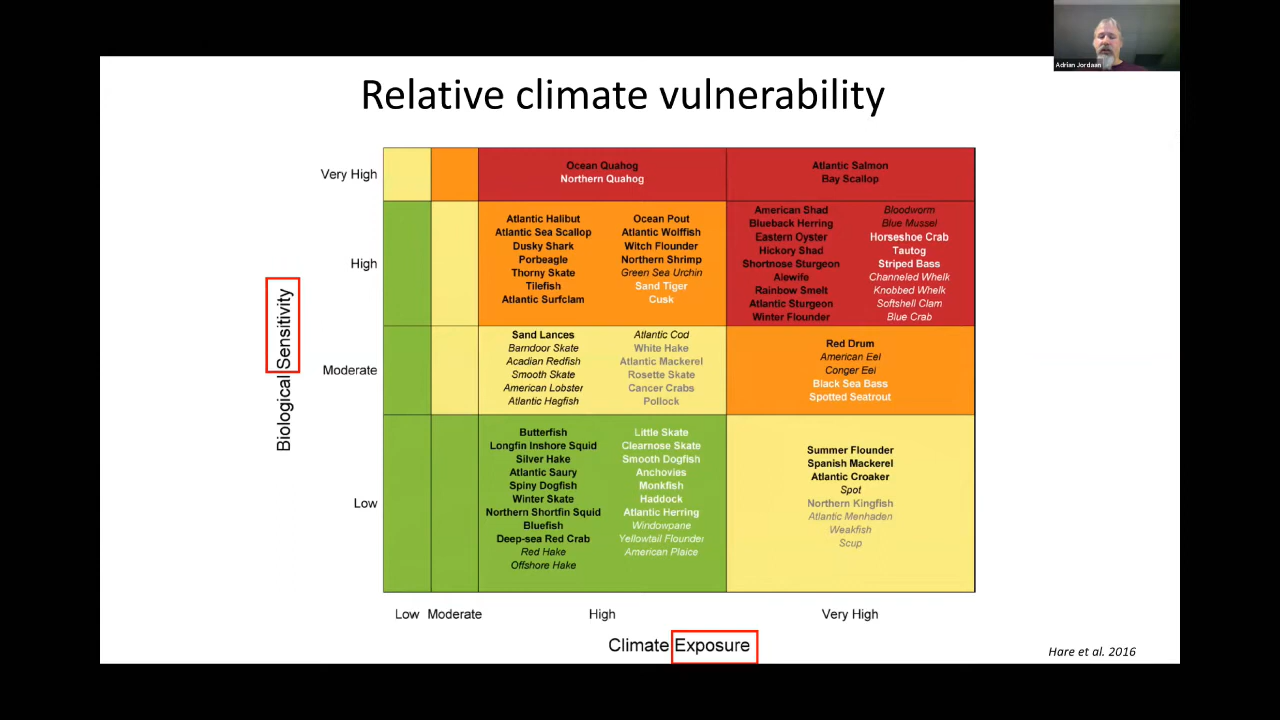 Adrian Jordaan
Relative climate vulnerability
Very High
Ocean Quahog
Northern Quahog
Atlantic Salmon
Bay Scallop
High
Atlantic Halibut
Atlantic Sea Scallop
Dusky Shark
Porbeagle
Thorny Skate
Tilefish
Atlantic Surfclam
Ocean Pout
Atlantic Wolffish
Witch Flounder
Northern Shrimp
Green Sea Urchin
Sand Tiger
Cusk
American Shad
Blueback Herring
Eastern Oyster
Hickory Shad
Shortnose Sturgeon
Alewife
Rainbow Smelt
Atlantic Sturgeon
Winter Flounder
Bloodworm
Blue Mussel
Horseshoe Crab
Tautog
Striped Bass
Channeled Whelk
Knobbed Whelk
Softshell Clam
Blue Crab
Biological Sensitivity
Moderate
Sand Lances
Barndoor Skate
Acadian Redfish
Smooth Skate
American Lobster
Atlantic Hagfish
Atlantic Cod
White Hake
Atlantic Mackerel
Rosette Skate
Cancer Crabs
Pollock
Red Drum
American Eel
Conger Eel
Black Sea Bass
Spotted Seatrout
Low
Butterfish
Longfin Inshore Squid
Silver Hake
Atlantic Saury
Spiny Dogfish
Winter Skate
Northern Shortfin Squid
Bluefish
Deep-sea Red Crab
Red Hake
Offshore Hake
Little Skate
Clearnose Skate
Smooth Dogfish
Anchovies
Monkfish
Haddock
Atlantic Herring
Windowpane
Yellowtail Flounder
American Plaice
Summer Flounder
Spanish Mackerel
Atlantic Croaker
Spot
Northern Kingfish
Atlantic Menhaden
Weakfish
Scup
Low Moderate High Very High
Climate Exposure
Hare et al. 2016